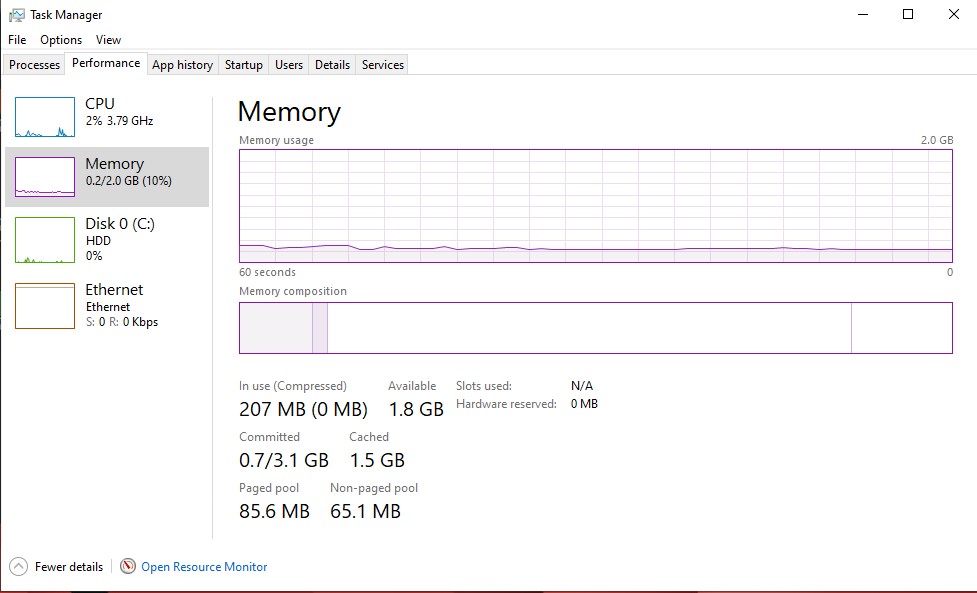 Task Manager
File Options View
Processes Performance App history Startup Users Details Services
CPU
2% 3.79 GHz
Memory
0.2/2.0 GB (10%)
Disk 0 (C:)
HDD
0%
Ethernet
Ethernet
S: 0 R: 0 Kbps
Memory
Memory usage 2.0 GB
60 seconds 0
Memory composition
In use (Compressed) Available Slots used: N/A
207 MB (0 MB) 1.8 GB Hardware reserved: 0 MB
Committed Cached
0.7/3.1 GB 1.5 GB
Paged pool Non-paged pool
85.6 MB 65.1 MB
Fewer details Open Resource Monitor